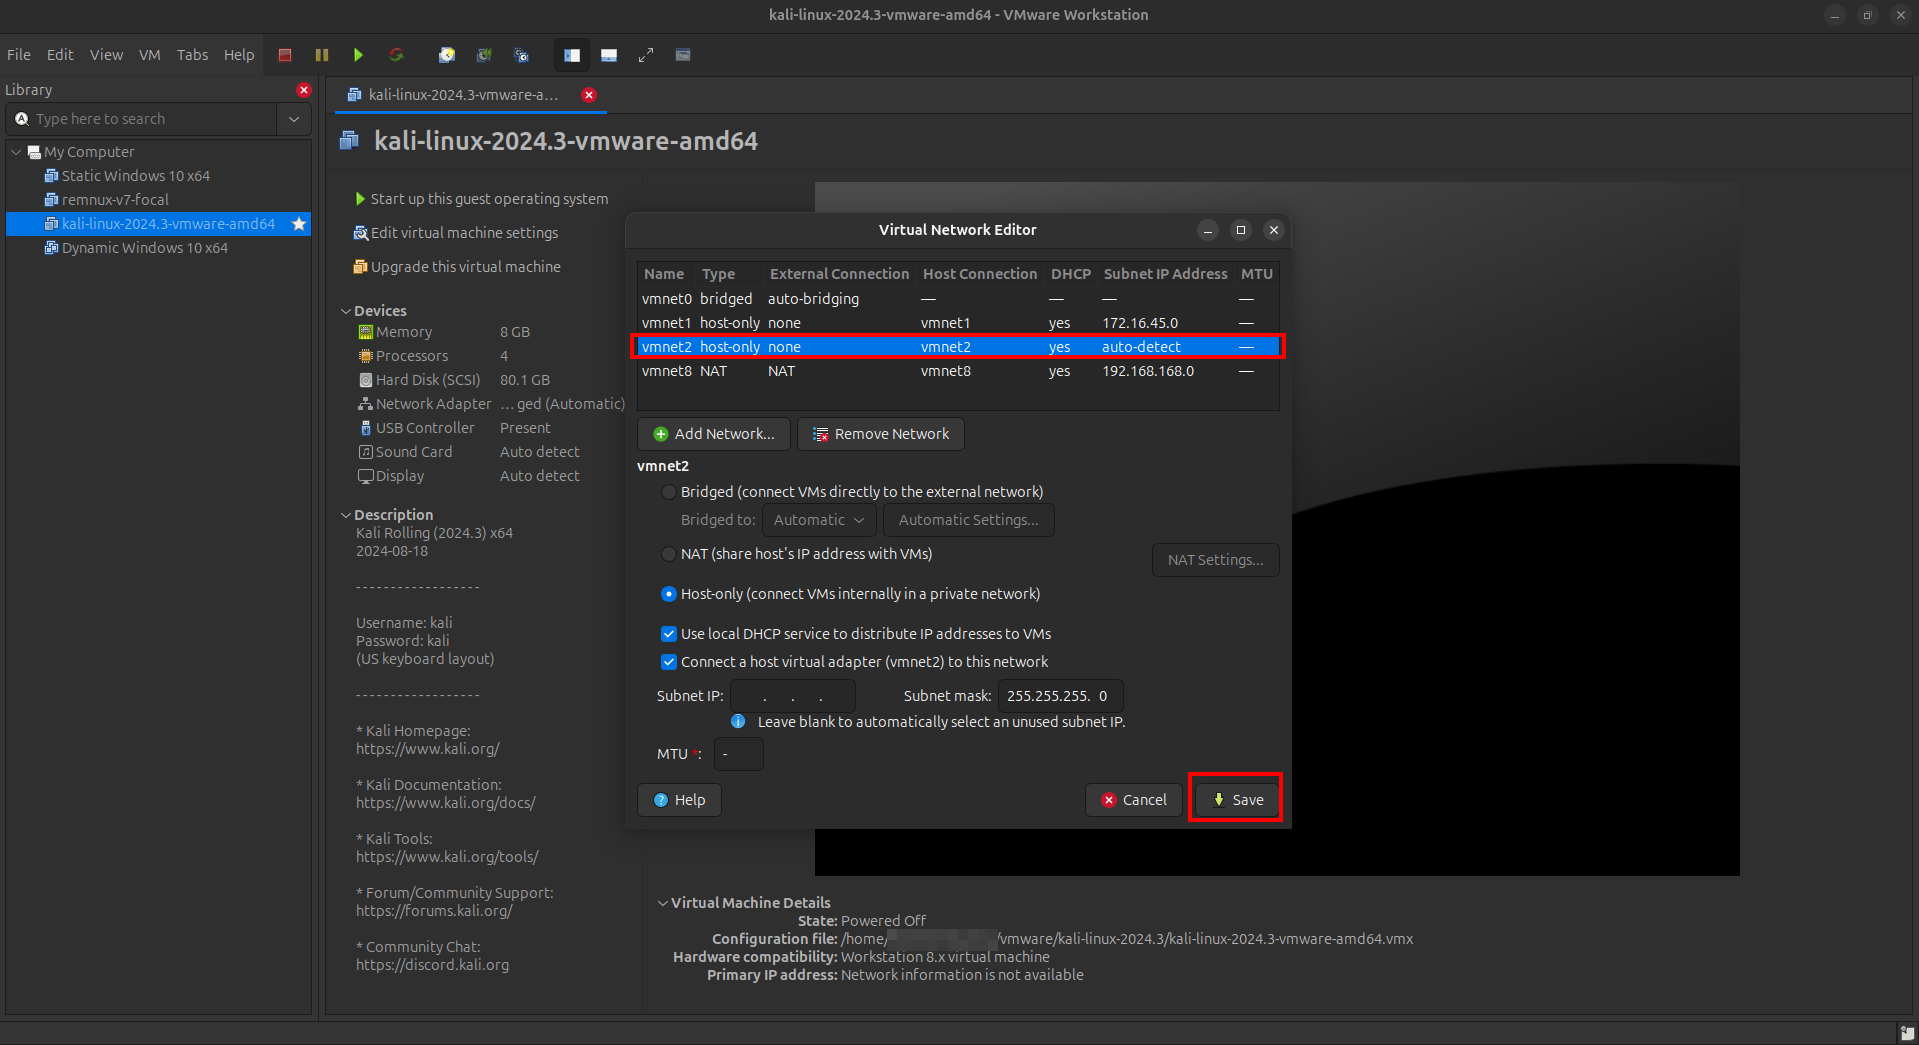 kali-linux-2024.3-vmware-amd64 - VMware Workstation
File Edit View VM Tabs Help
Library
Type here to search
My Computer
Static Windows 10 x64
remnux-v7-focal
kali-linux-2024.3-vmware-amd64
Dynamic Windows 10 x64
kali-linux-2024.3-vmware-a...
kali-linux-2024.3-vmware-amd64
Start up this guest operating system
Edit virtual machine settings
Upgrade this virtual machine
Devices
Memory 8 GB
Processors 4
Hard Disk (SCSI) 80.1 GB
Network Adapter ...ged (Automatic)
USB Controller Present
Sound Card Auto detect
Display Auto detect
Description
Kali Rolling (2024.3) x64
2024-08-18
- - - - - - - - - - - - - - - - - -
Username: kali
Password: kali
(US keyboard layout)
- - - - - - - - - - - - - - - - - -
* Kali Homepage:
https://www.kali.org/
* Kali Documentation:
https://www.kali.org/docs/
* Kali Tools:
https://www.kali.org/tools/
* Forum/Community Support:
https://forums.kali.org/
* Community Chat:
https://discord.kali.org
Virtual Network Editor
Name Type External Connection Host Connection DHCP Subnet IP Address MTU
vmnet0 bridged auto-bridging — — — —
vmnet1 host-only none vmnet1 yes 172.16.45.0 —
vmnet2 host-only none vmnet2 yes auto-detect —
vmnet8 NAT NAT vmnet8 yes 192.168.168.0 —
Add Network... Remove Network
vmnet2
Bridged (connect VMs directly to the external network)
Bridged to: Automatic Automatic Settings...
NAT (share host's IP address with VMs)
NAT Settings...
Host-only (connect VMs internally in a private network)
Use local DHCP service to distribute IP addresses to VMs
Connect a host virtual adapter (vmnet2) to this network
Subnet IP: . . . Subnet mask: 255.255.255. 0
Leave blank to automatically select an unused subnet IP.
MTU *: -
Help Cancel Save
Virtual Machine Details
State: Powered Off
Configuration file: /home/ /vmware/kali-linux-2024.3/kali-linux-2024.3-vmware-amd64.vmx
Hardware compatibility: Workstation 8.x virtual machine
Primary IP address: Network information is not available